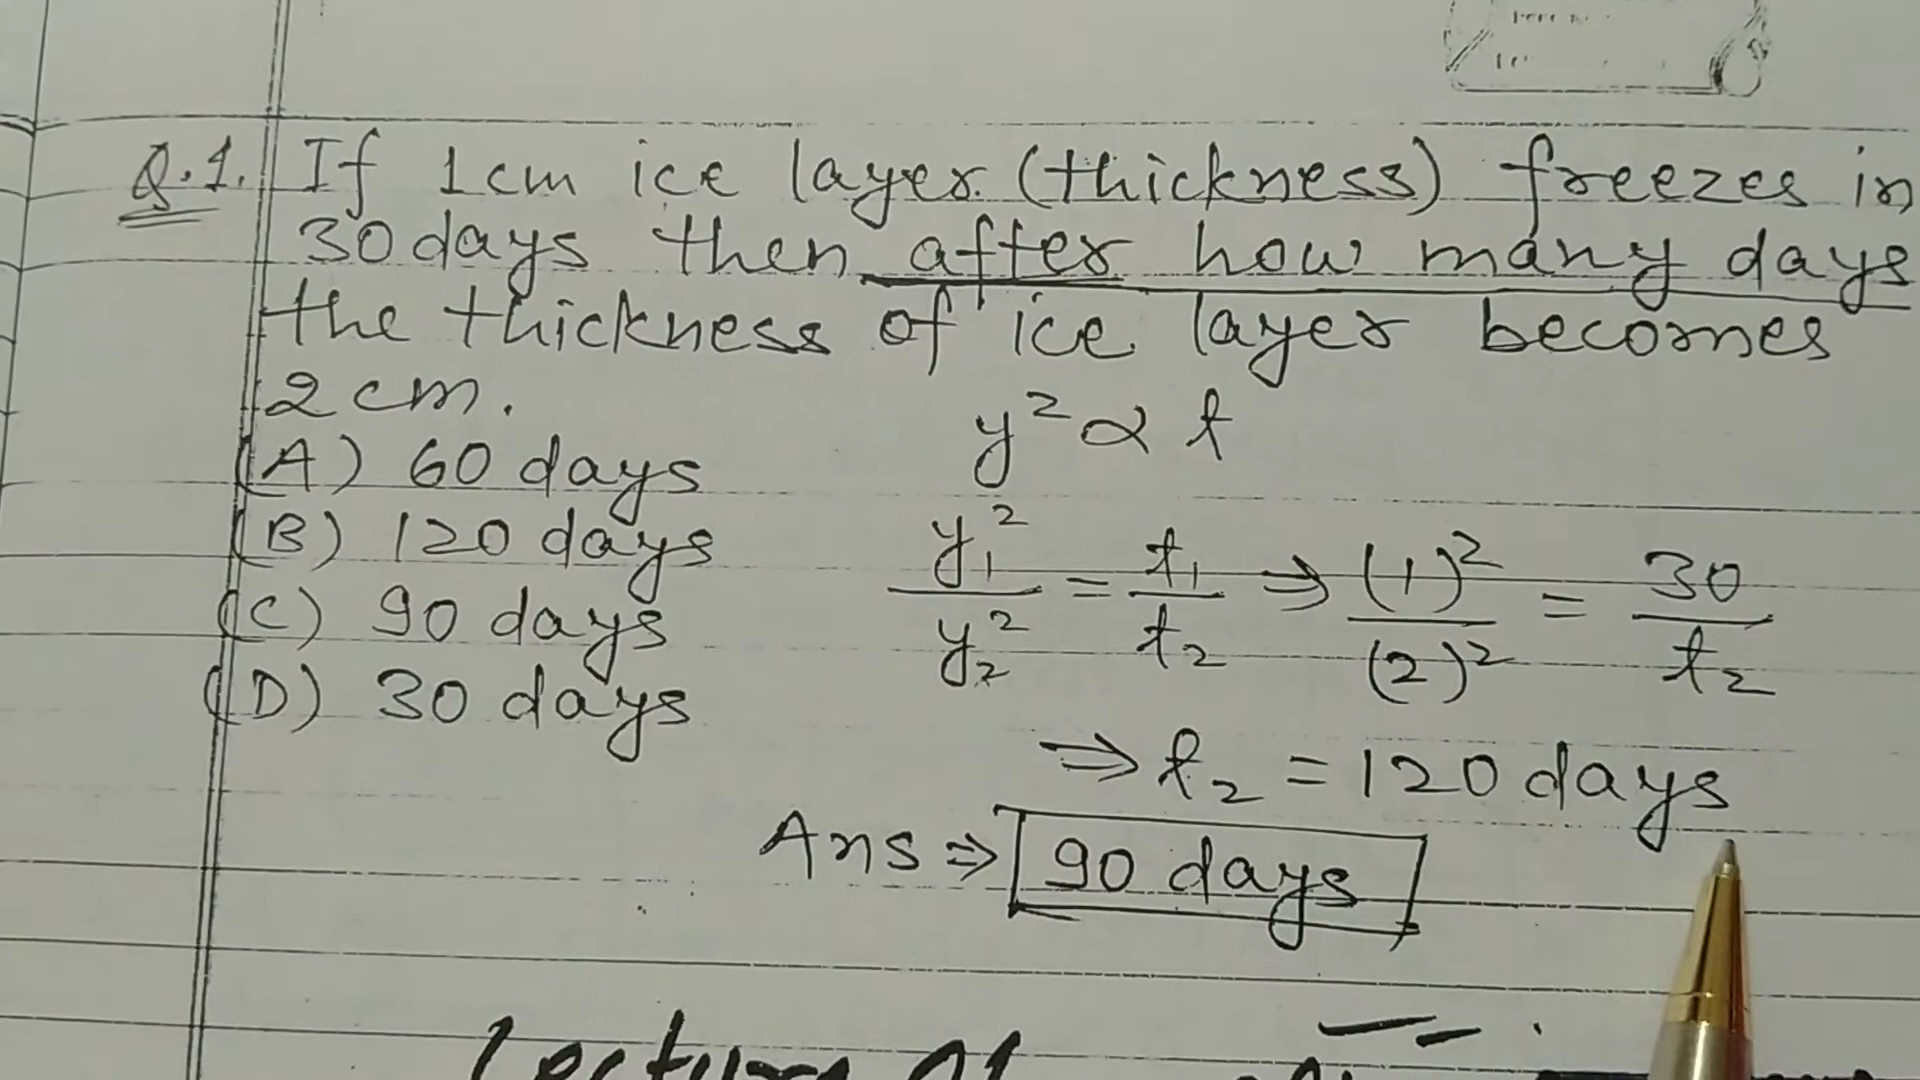 Q.1. If 1cm ice layer (thickness) freezes in
30 days then after how many days
the thickness of ice layer becomes
2 cm.
y² ∝ t
(A) 60 days
(B) 120 days
(C) 90 days
(D) 30 days
y₁²/y₂² = t₁/t₂ ⇒ (1)²/(2)² = 30/t₂
⇒ t₂ = 120 days
Ans ⇒ 90 days